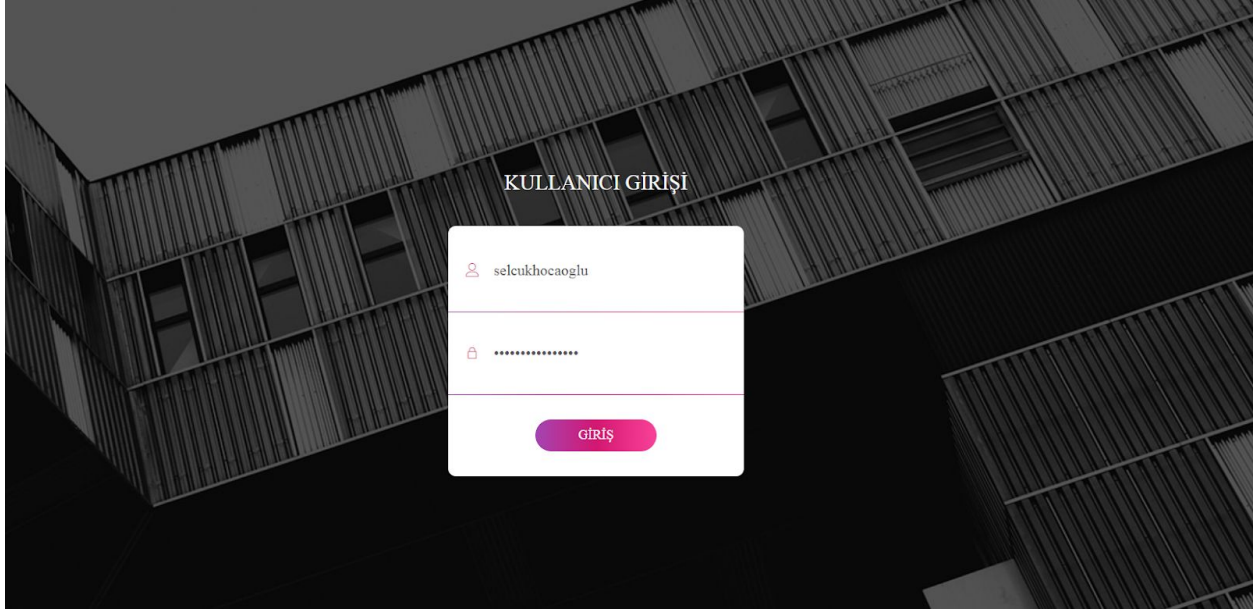 KULLANICI GİRİŞİ
selcukhocaoglu
••••••••••••••••
GİRİŞ